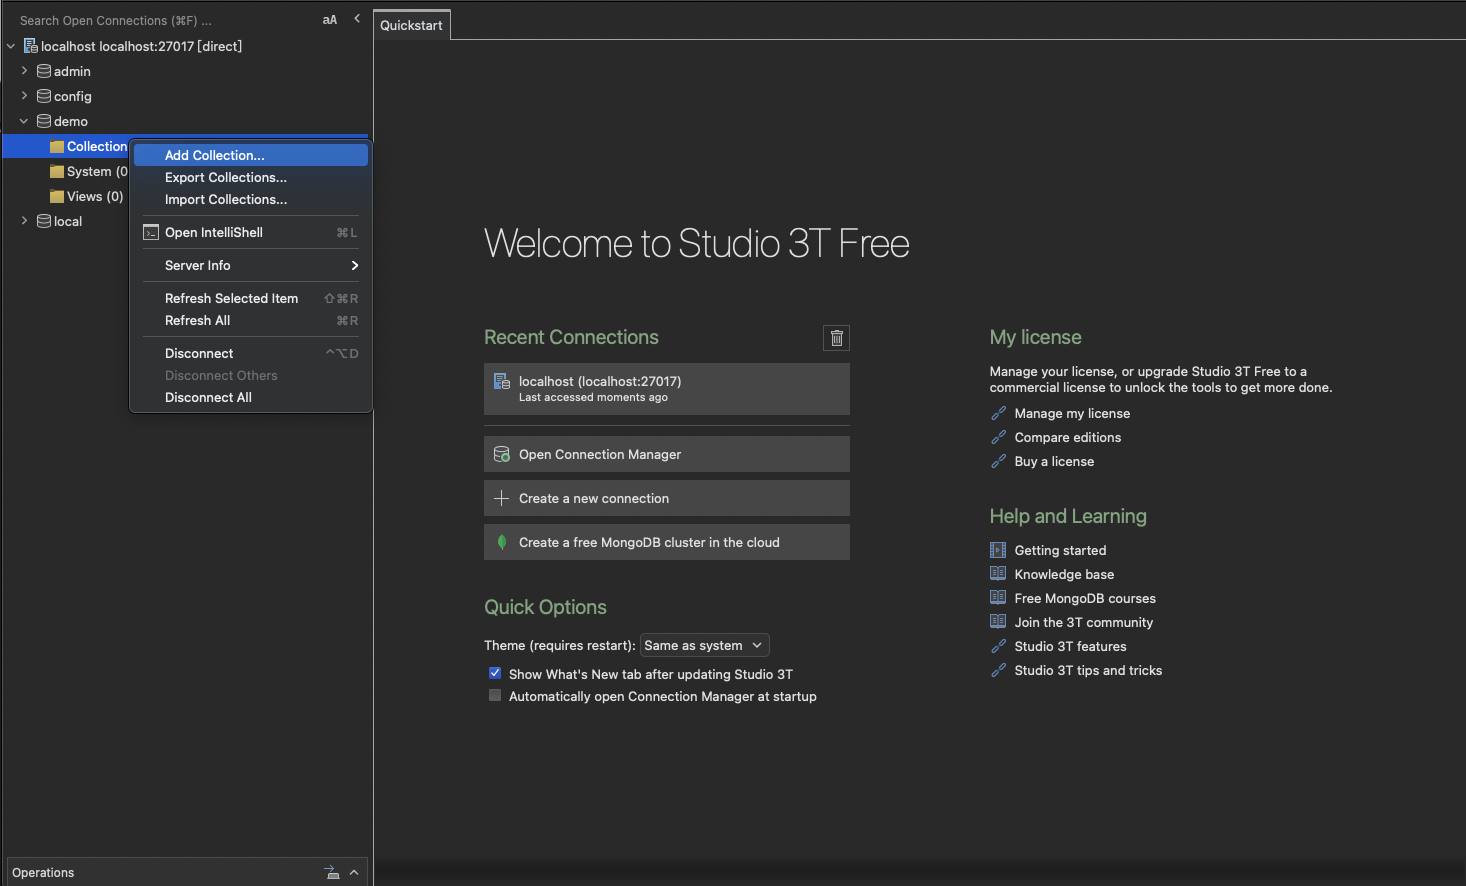 Search Open Connections (⌘F) ...
aA
Quickstart
localhost localhost:27017 [direct]
admin
config
demo
Collection
System (0
Views (0)
local
Add Collection...
Export Collections...
Import Collections...
Open IntelliShell ⌘L
Server Info
Refresh Selected Item ⇧⌘R
Refresh All ⌘R
Disconnect ^⌥D
Disconnect Others
Disconnect All
Welcome to Studio 3T Free
Recent Connections
localhost (localhost:27017)
Last accessed moments ago
Open Connection Manager
Create a new connection
Create a free MongoDB cluster in the cloud
Quick Options
Theme (requires restart): Same as system
Show What's New tab after updating Studio 3T
Automatically open Connection Manager at startup
My license
Manage your license, or upgrade Studio 3T Free to a
commercial license to unlock the tools to get more done.
Manage my license
Compare editions
Buy a license
Help and Learning
Getting started
Knowledge base
Free MongoDB courses
Join the 3T community
Studio 3T features
Studio 3T tips and tricks
Operations